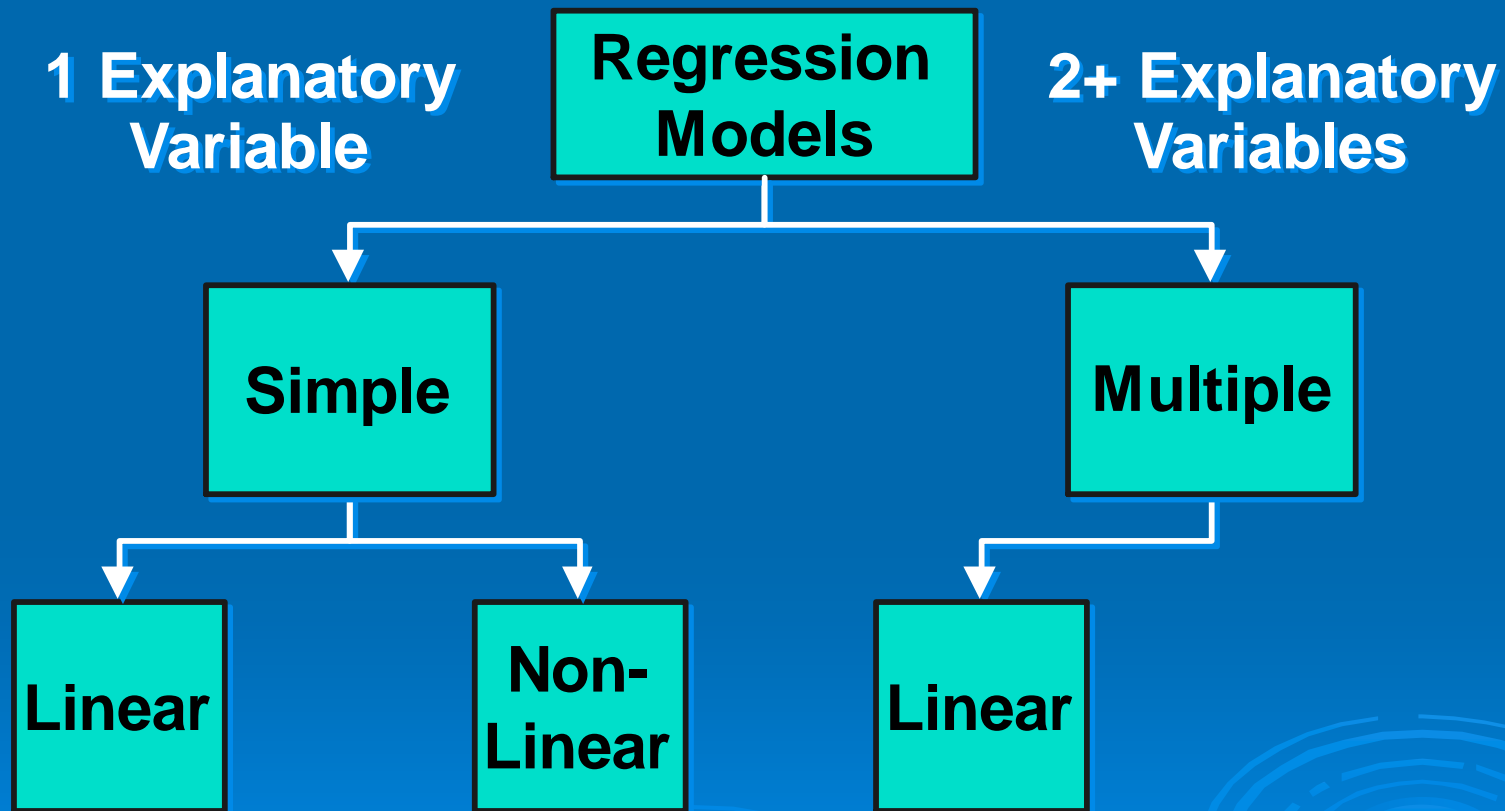 1 Explanatory
Variable
Regression
Models
2+ Explanatory
Variables
Simple
Multiple
Linear
Non-
Linear
Linear